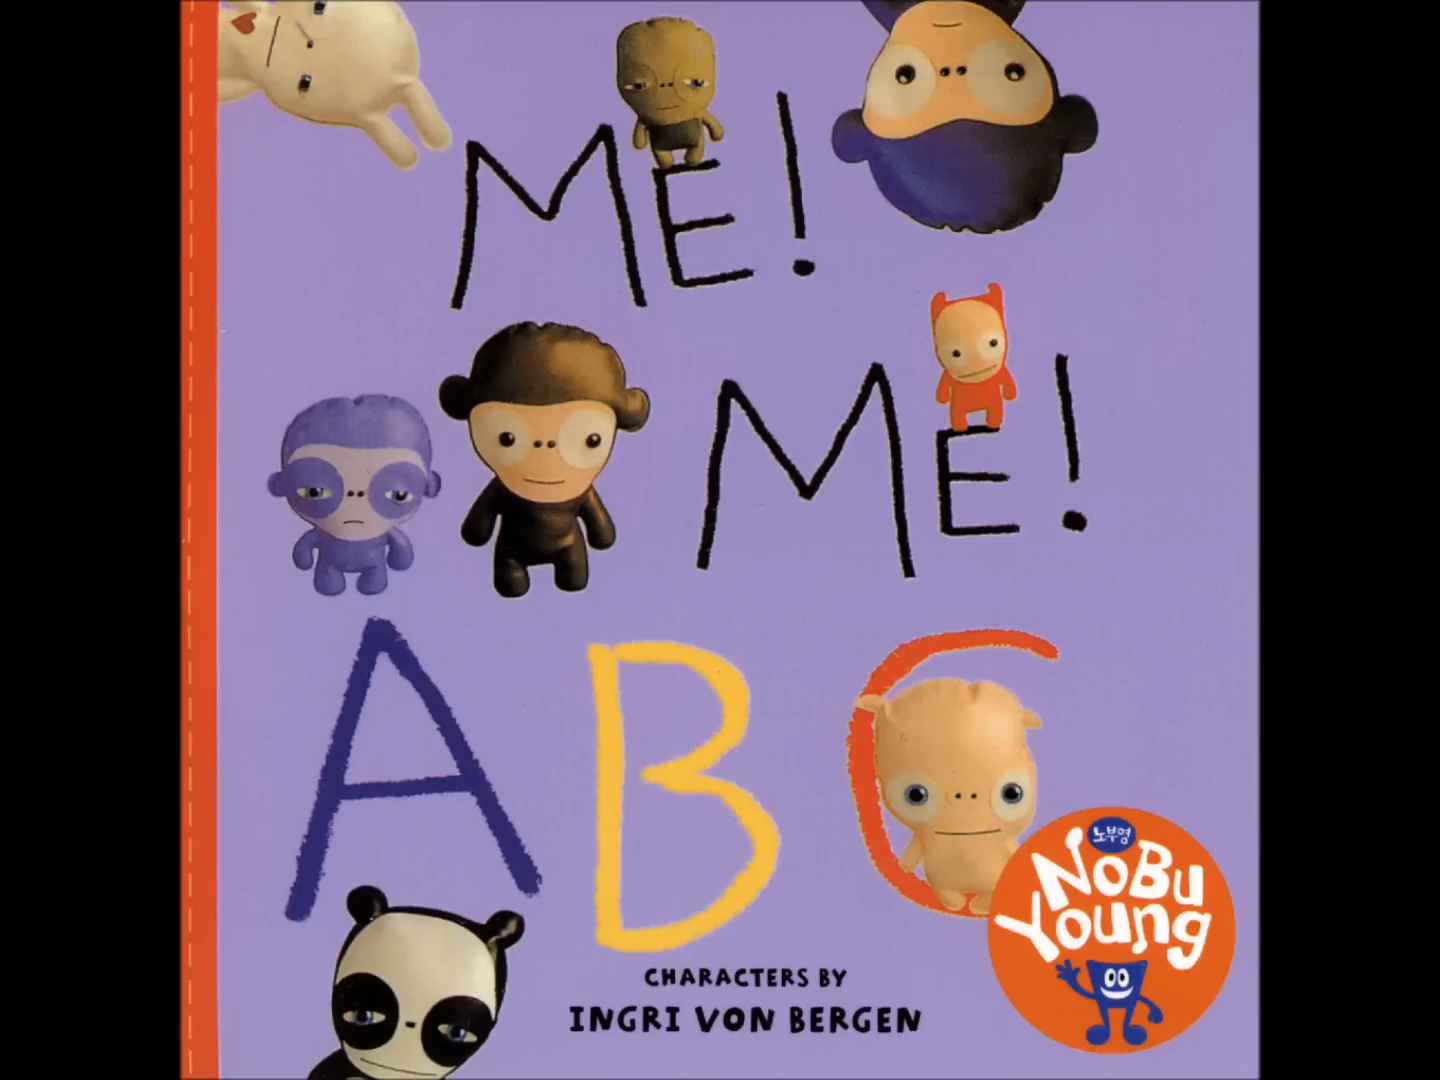 ME!
ME!
ABC
CHARACTERS BY
INGRI VON BERGEN
노부영
NoBu
Young